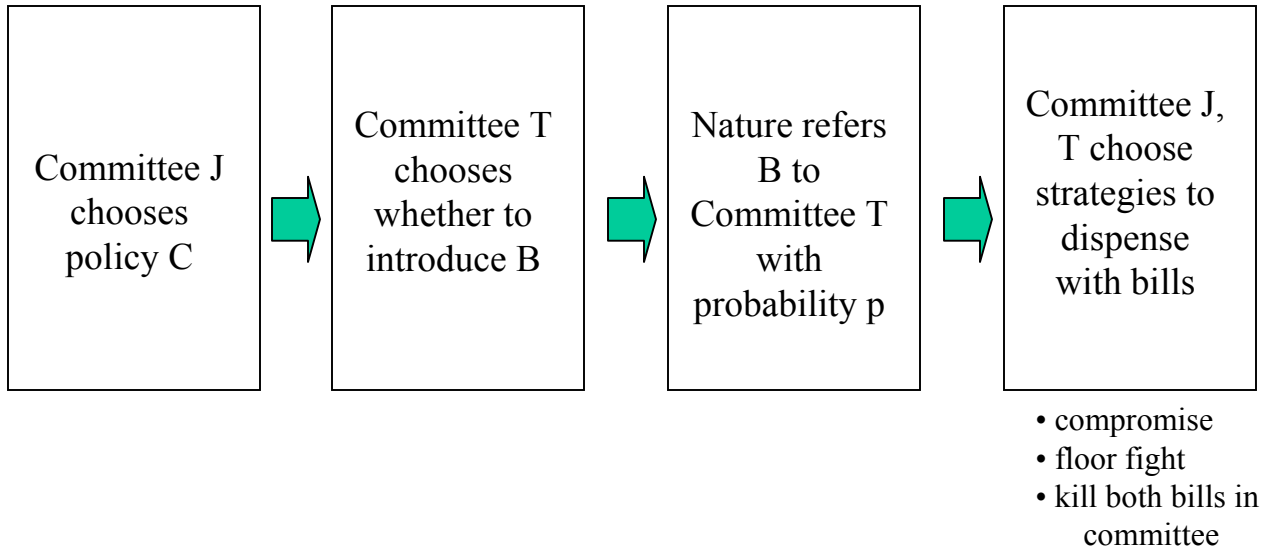 Committee J
chooses
policy C
Committee T
chooses
whether to
introduce B
Nature refers
B to
Committee T
with
probability p
Committee J,
T choose
strategies to
dispense
with bills
• compromise
• floor fight
• kill both bills in
committee